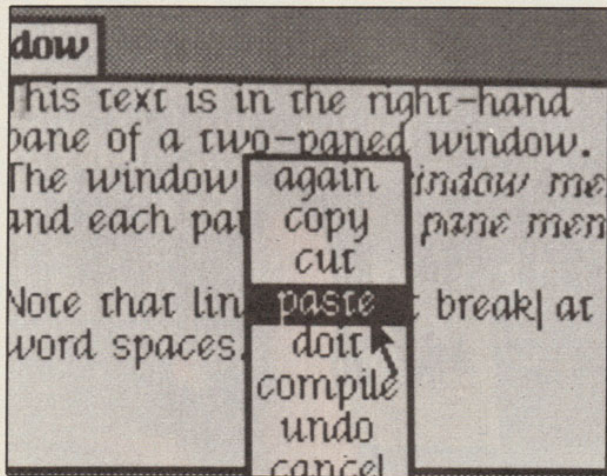 dow
This text is in the right-hand
pane of a two-paned window.
The window indow me
and each pa pane men
again
copy
cut
paste
doit
compile
undo
cancel
Note that lin t break at
word spaces.